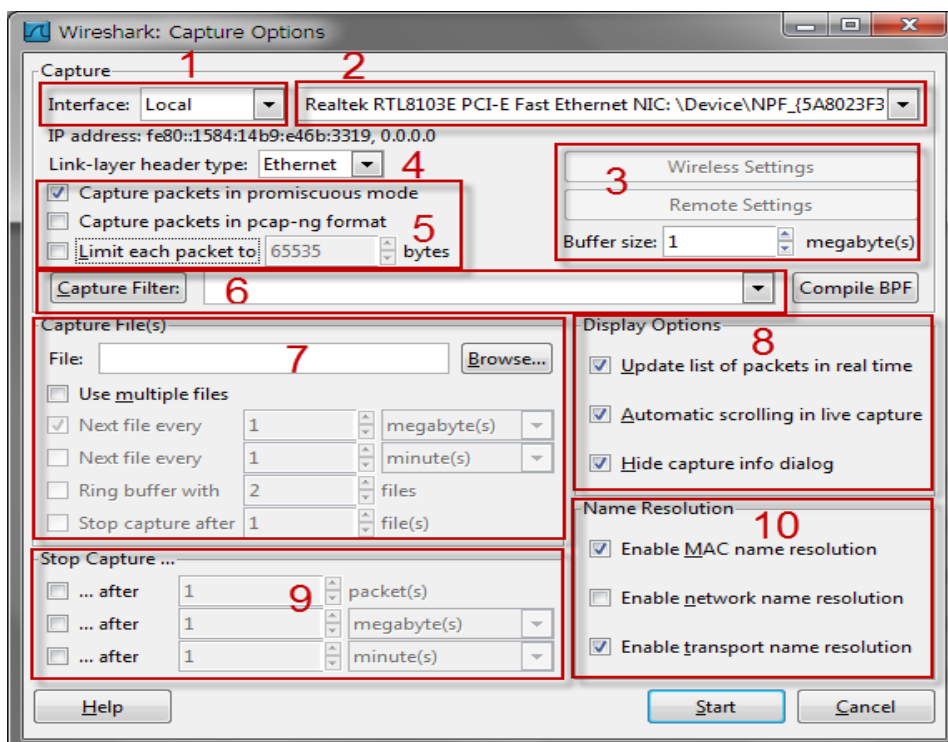 Wireshark: Capture Options
Capture
1
2
Interface: Local
Realtek RTL8103E PCI-E Fast Ethernet NIC: \Device\NPF_{5A8023F3
IP address: fe80::1584:14b9:e46b:3319, 0.0.0.0
Link-layer header type: Ethernet
4
Wireless Settings
3
Remote Settings
Buffer size: 1 megabyte(s)
Capture packets in promiscuous mode
Capture packets in pcap-ng format
5
Limit each packet to 65535 bytes
Capture Filter:
6
Compile BPF
Capture File(s)
7
File:
Browse...
Use multiple files
Next file every 1 megabyte(s)
Next file every 1 minute(s)
Ring buffer with 2 files
Stop capture after 1 file(s)
Display Options
8
Update list of packets in real time
Automatic scrolling in live capture
Hide capture info dialog
Stop Capture ...
9
... after 1 packet(s)
... after 1 megabyte(s)
... after 1 minute(s)
Name Resolution
10
Enable MAC name resolution
Enable network name resolution
Enable transport name resolution
Help
Start
Cancel